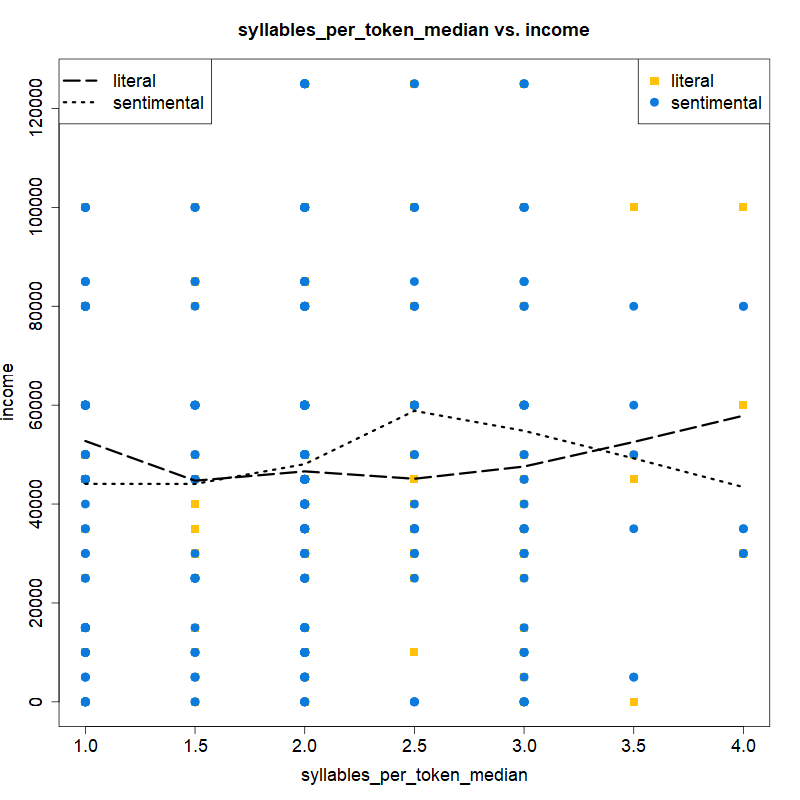 syllables_per_token_median vs. income
literal
sentimental
literal
sentimental
income
120000
100000
80000
60000
40000
20000
0
1.0 1.5 2.0 2.5 3.0 3.5 4.0
syllables_per_token_median